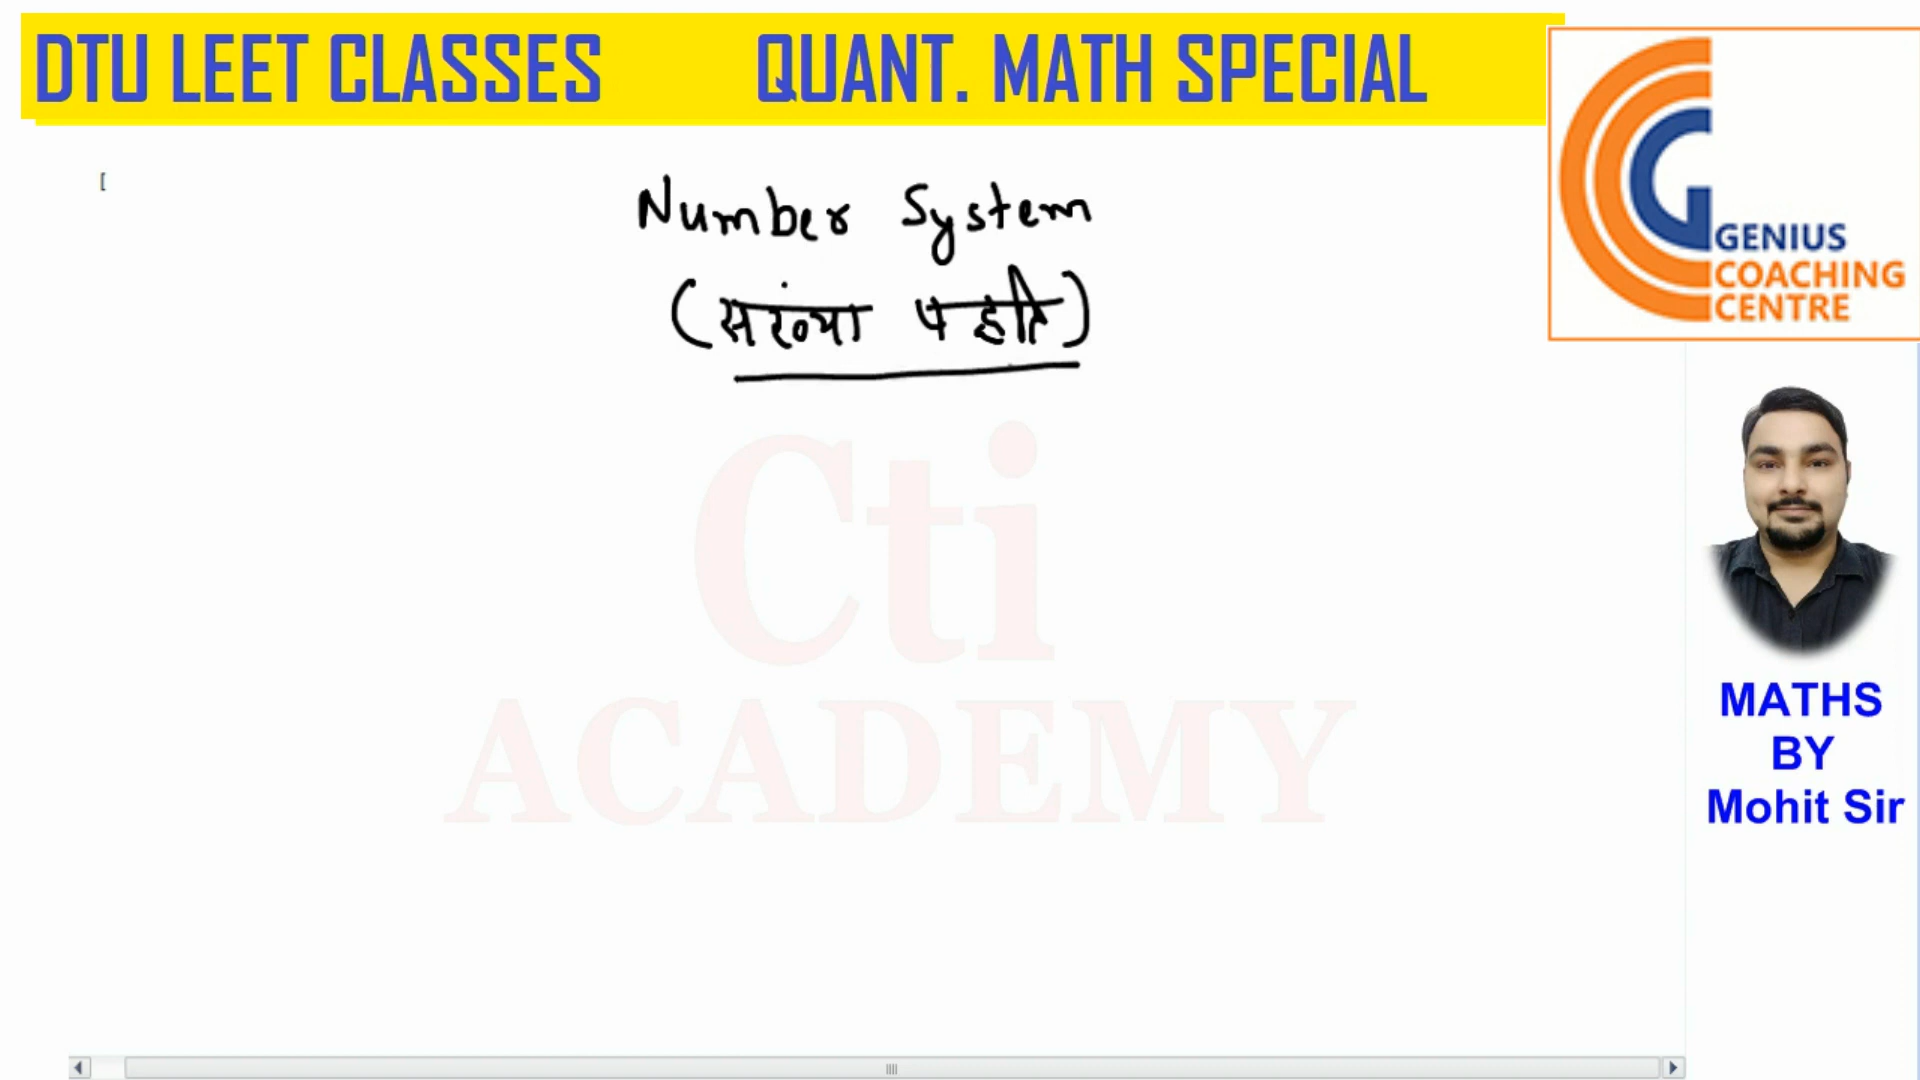 DTU LEET CLASSES QUANT. MATH SPECIAL
[
Number System
(संख्या पद्धति)
GENIUS
COACHING
CENTRE
Cti
ACADEMY
MATHS
BY
Mohit Sir